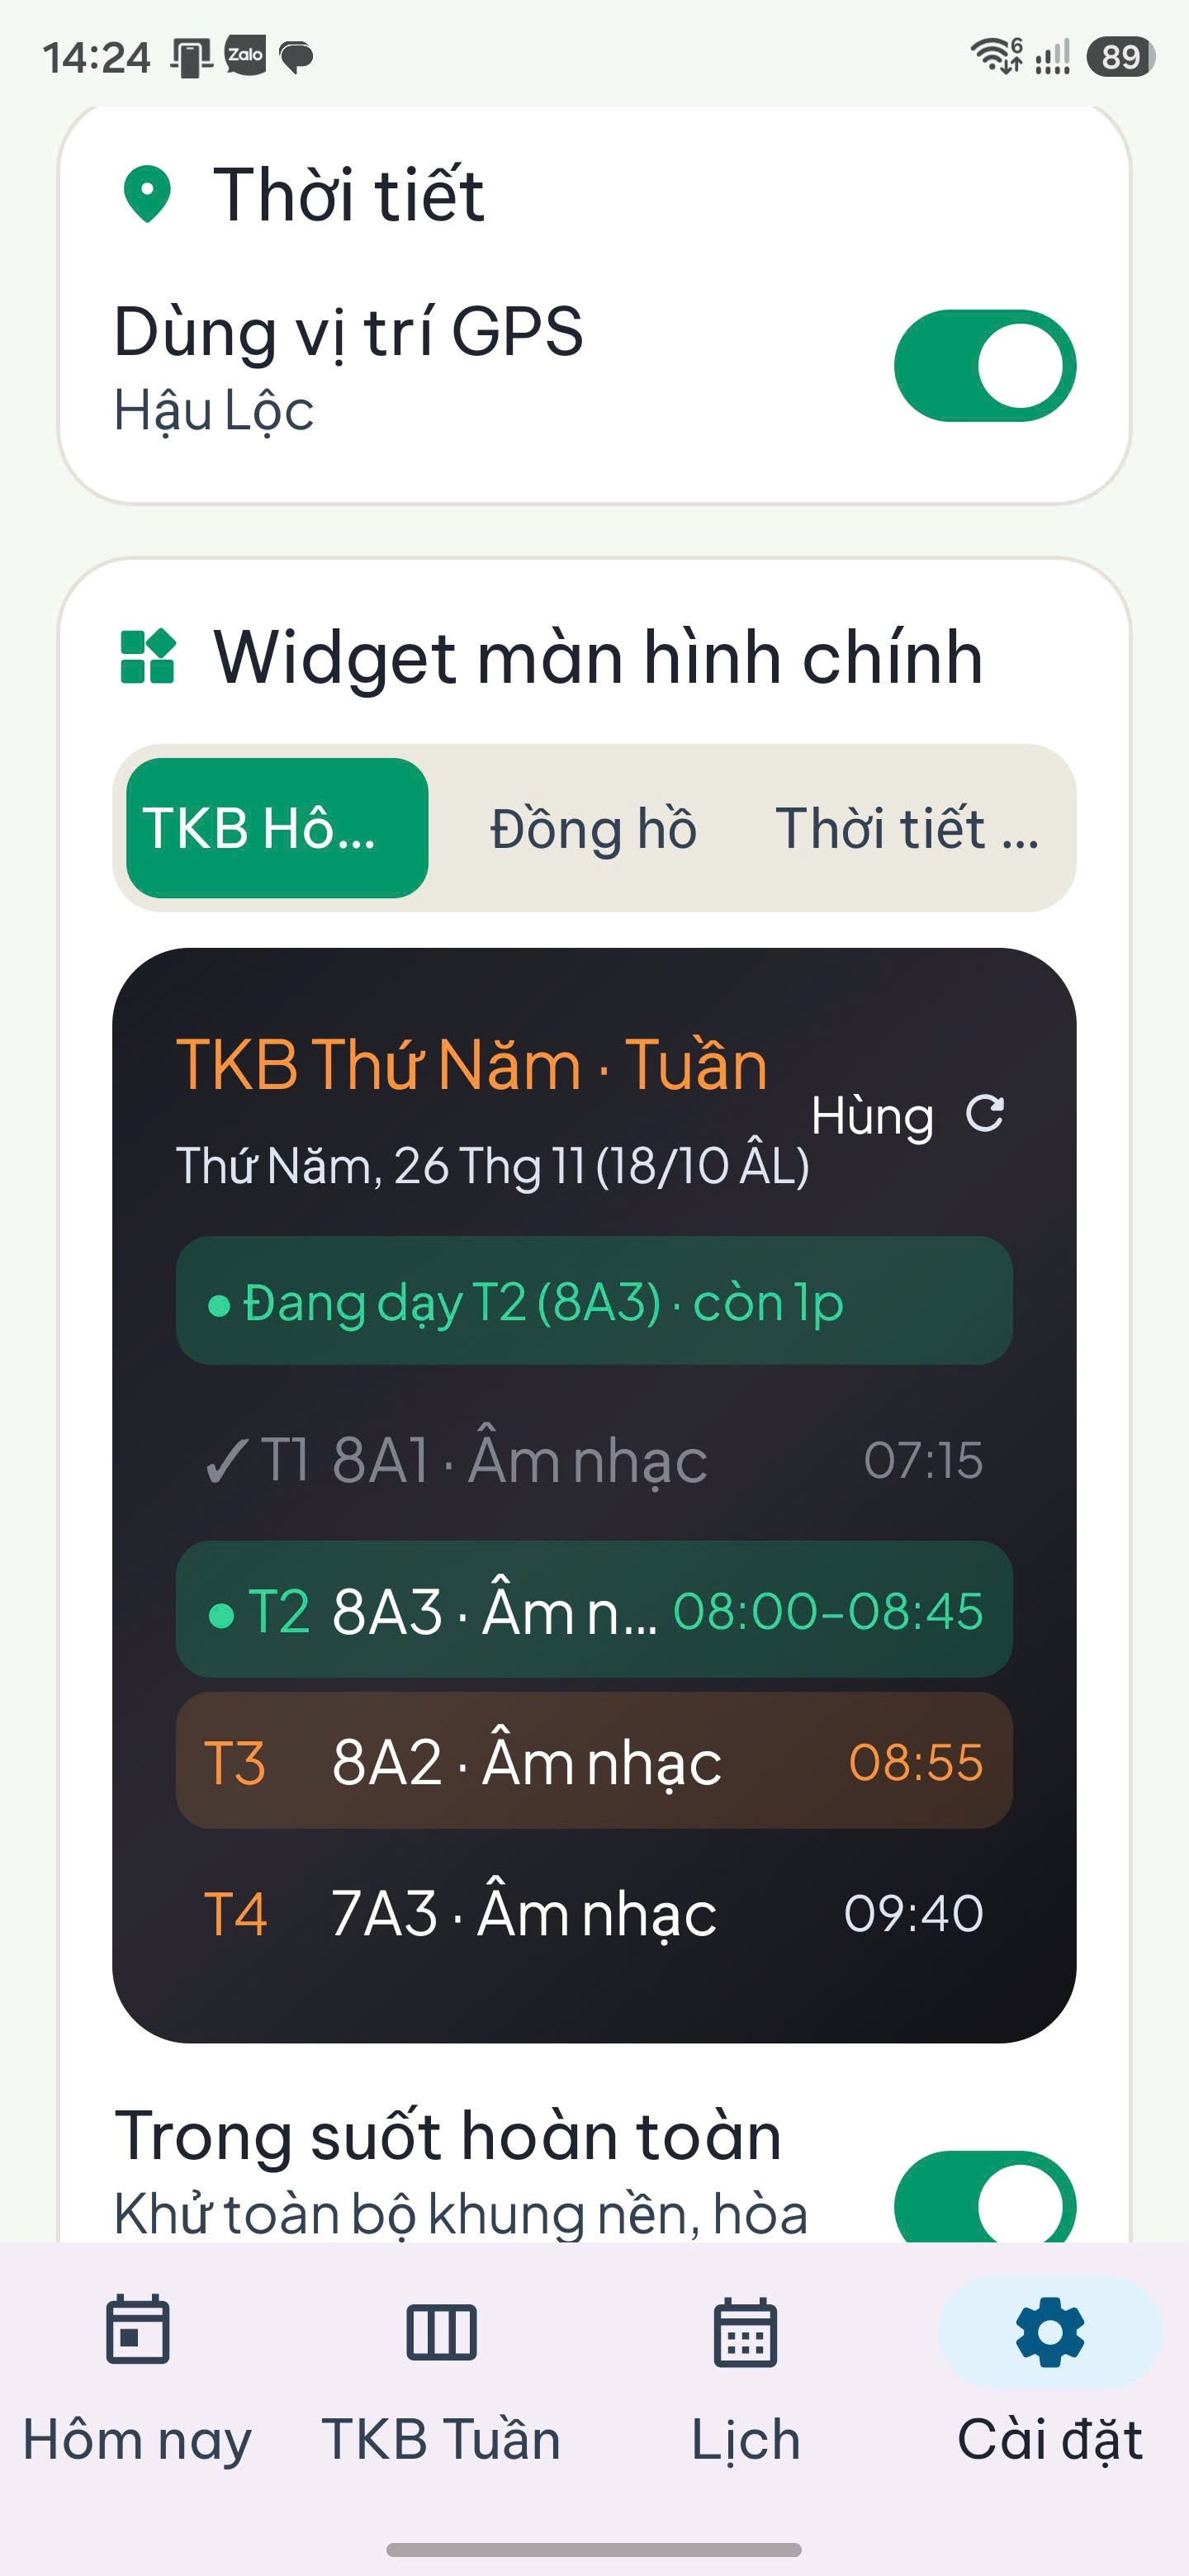 14:24
Zalo
6
89
Thời tiết
Dùng vị trí GPS
Hậu Lộc
Widget màn hình chính
TKB Hô...
Đồng hồ
Thời tiết ...
TKB Thứ Năm · Tuần
Hùng
Thứ Năm, 26 Thg 11 (18/10 ÂL)
● Đang dạy T2 (8A3) · còn 1p
✓ T1 8A1 · Âm nhạc 07:15
● T2 8A3 · Âm n... 08:00–08:45
T3 8A2 · Âm nhạc 08:55
T4 7A3 · Âm nhạc 09:40
Trong suốt hoàn toàn
Khử toàn bộ khung nền, hòa
Hôm nay
TKB Tuần
Lịch
Cài đặt